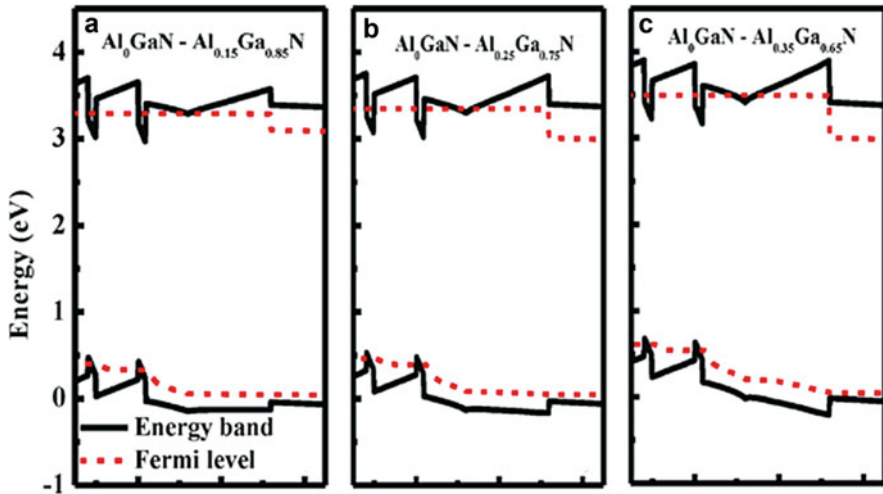 a
Al₀GaN - Al₀.₁₅Ga₀.₈₅N
b
Al₀GaN - Al₀.₂₅Ga₀.₇₅N
c
Al₀GaN - Al₀.₃₅Ga₀.₆₅N
Energy (eV)
4
3
2
1
0
-1
Energy band
Fermi level